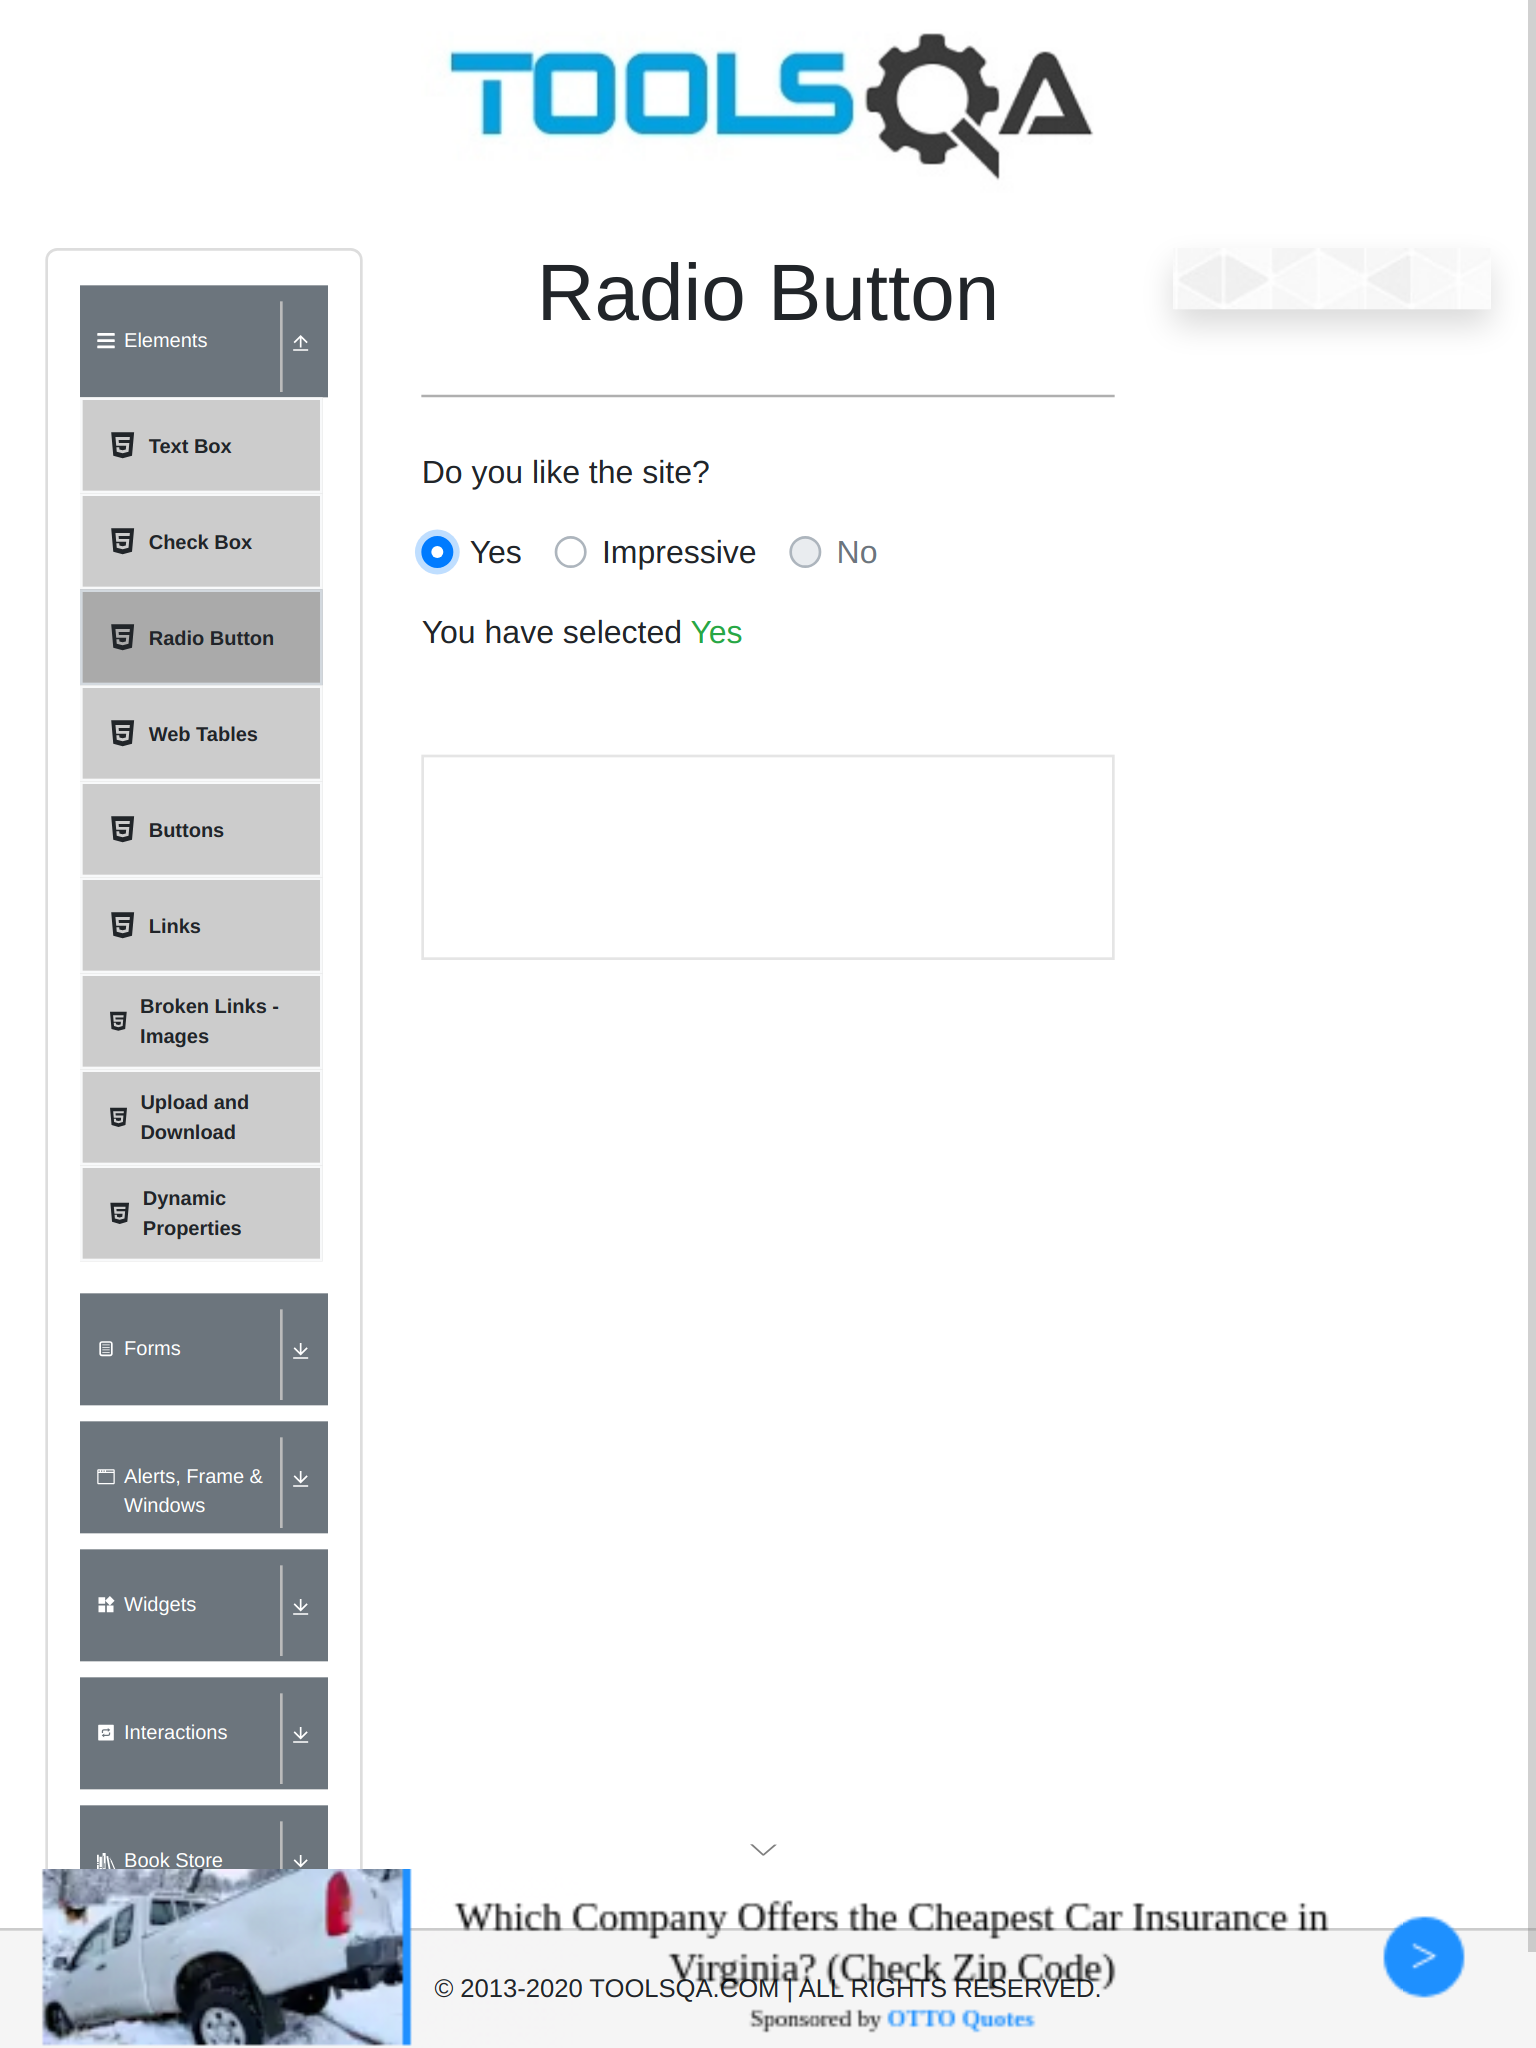 TOOLSQA
Radio Button
Elements
Text Box
Check Box
Radio Button
Web Tables
Buttons
Links
Broken Links -
Images
Upload and
Download
Dynamic
Properties
Forms
Alerts, Frame &
Windows
Widgets
Interactions
Book Store
Do you like the site?
Yes
Impressive
No
You have selected Yes
Which Company Offers the Cheapest Car Insurance in
Virginia? (Check Zip Code)
© 2013-2020 TOOLSQA.COM | ALL RIGHTS RESERVED.
Sponsored by OTTO Quotes